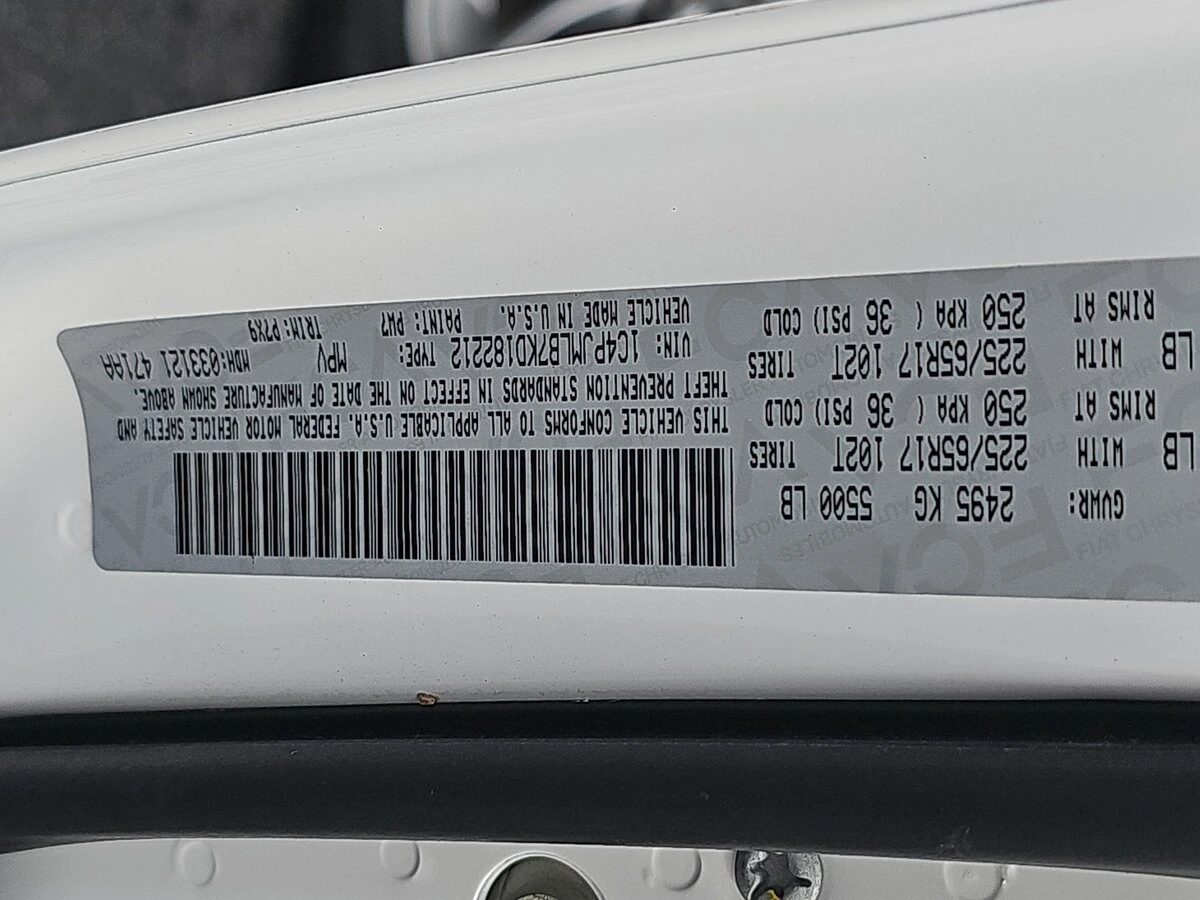 GVWR: 2495 KG 5500 LB
LB WITH 225/65R17 102T TIRES
RIMS AT 250 KPA ( 36 PSI) COLD
LB WITH 225/65R17 102T TIRES
RIMS AT 250 KPA ( 36 PSI) COLD
THIS VEHICLE CONFORMS TO ALL APPLICABLE U.S.A. FEDERAL MOTOR VEHICLE SAFETY AND
THEFT PREVENTION STANDARDS IN EFFECT ON THE DATE OF MANUFACTURE SHOWN ABOVE.
VIN: 1C4PJMLB7KD182212 TYPE: MPV MDH:033121 471AA
VEHICLE MADE IN U.S.A. PAINT: PW7 TRIM: P7X9